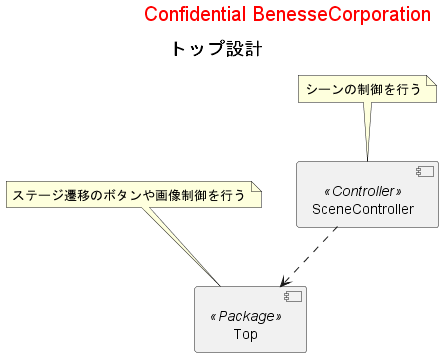 Confidential BenesseCorporation
トップ設計
シーンの制御を行う
«Controller»
SceneController
ステージ遷移のボタンや画像制御を行う
«Package»
Top